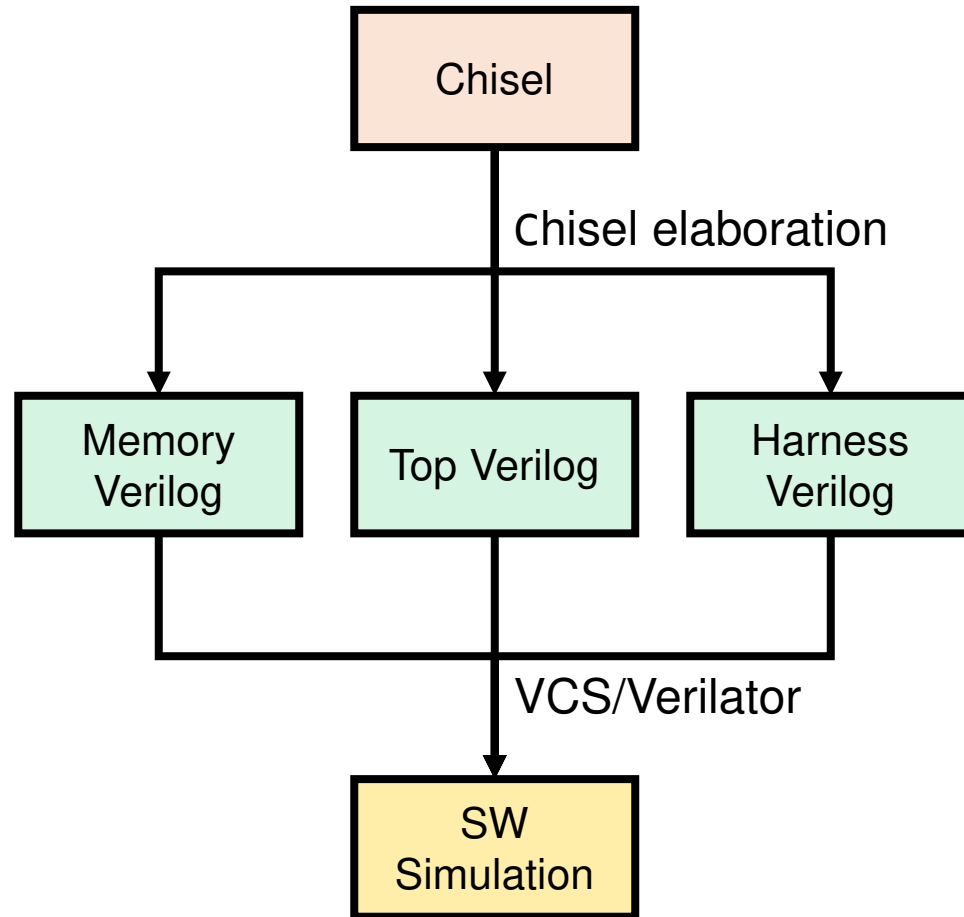 Chisel
Chisel elaboration
Memory
Verilog
Top Verilog
Harness
Verilog
VCS/Verilator
SW
Simulation